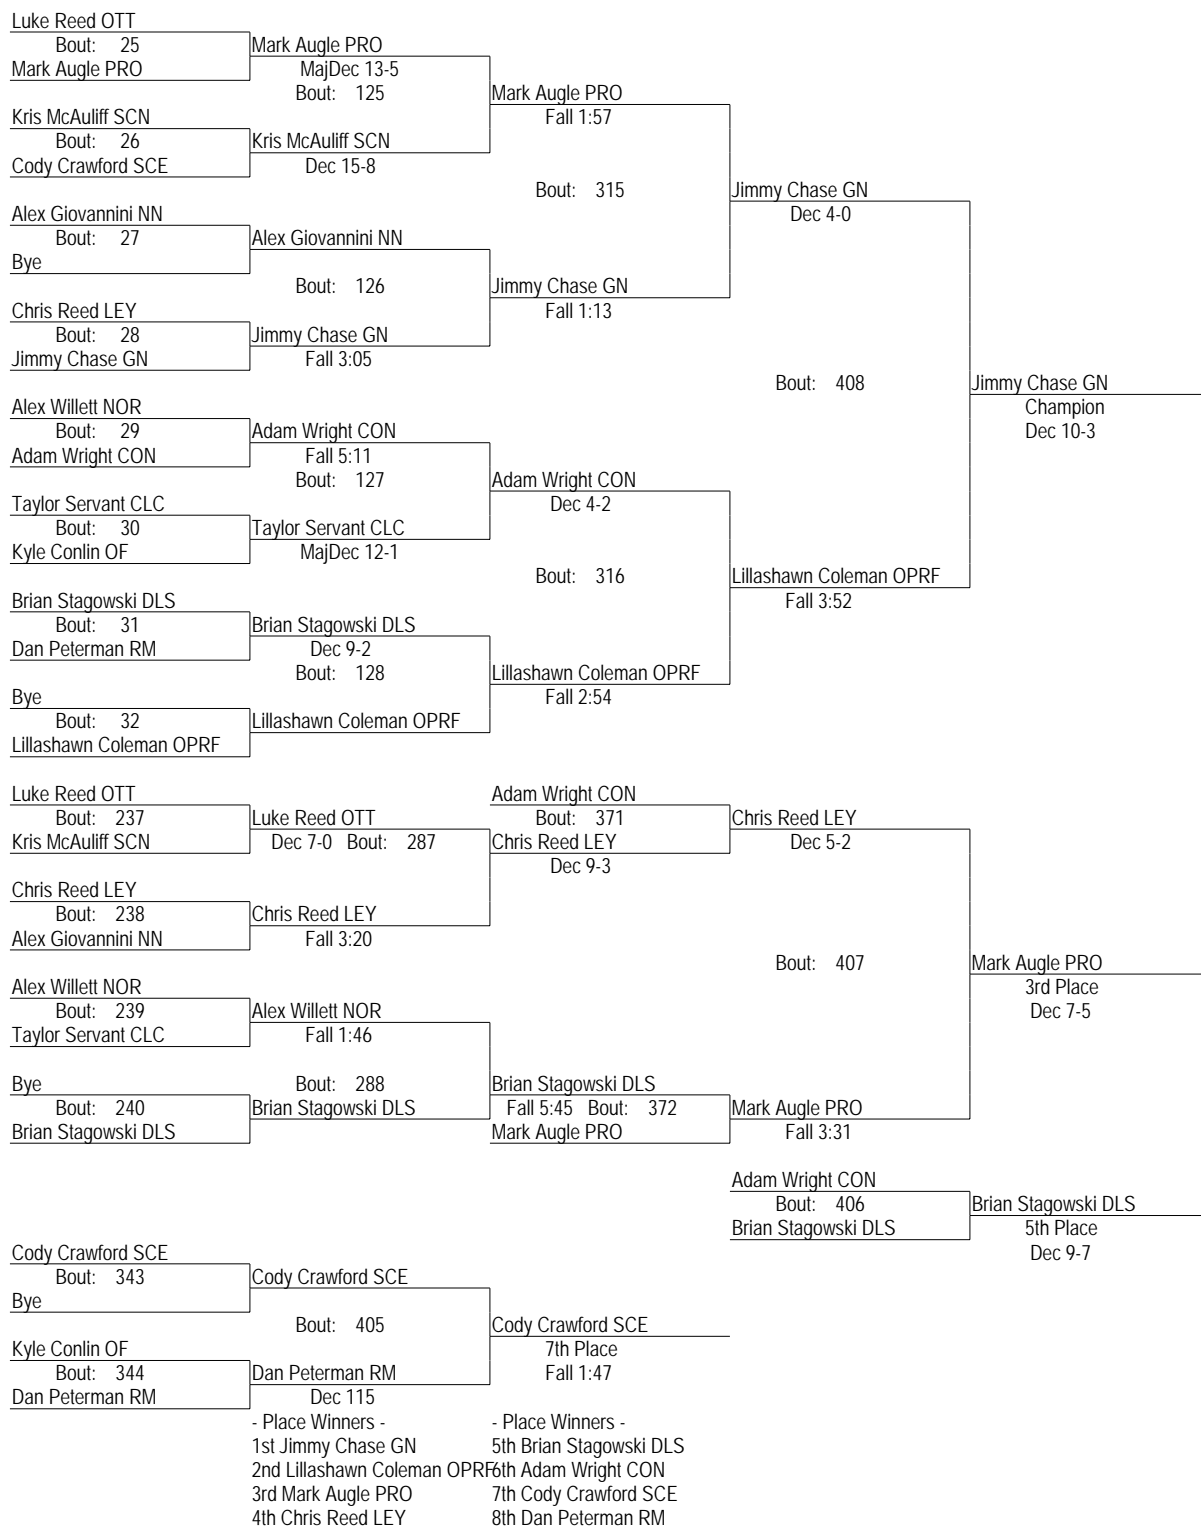 Luke Reed OTT
Bout: 25
Mark Augle PRO
Mark Augle PRO
MajDec 13-5
Bout: 125
Mark Augle PRO
Fall 1:57
Kris McAuliff SCN
Bout: 26
Kris McAuliff SCN
Cody Crawford SCE
Dec 15-8
Bout: 315
Jimmy Chase GN
Dec 4-0
Alex Giovannini NN
Bout: 27
Alex Giovannini NN
Bye
Bout: 126
Jimmy Chase GN
Fall 1:13
Chris Reed LEY
Bout: 28
Jimmy Chase GN
Jimmy Chase GN
Fall 3:05
Bout: 408
Jimmy Chase GN
Champion
Dec 10-3
Alex Willett NOR
Bout: 29
Adam Wright CON
Adam Wright CON
Fall 5:11
Bout: 127
Adam Wright CON
Dec 4-2
Taylor Servant CLC
Bout: 30
Taylor Servant CLC
Kyle Conlin OF
MajDec 12-1
Bout: 316
Lillashawn Coleman OPRF
Fall 3:52
Brian Stagowski DLS
Bout: 31
Brian Stagowski DLS
Dan Peterman RM
Dec 9-2
Bout: 128
Lillashawn Coleman OPRF
Fall 2:54
Bye
Bout: 32
Lillashawn Coleman OPRF
Lillashawn Coleman OPRF
Luke Reed OTT
Bout: 237
Kris McAuliff SCN
Luke Reed OTT
Dec 7-0 Bout: 287
Adam Wright CON
Bout: 371
Chris Reed LEY
Dec 9-3
Chris Reed LEY
Dec 5-2
Chris Reed LEY
Bout: 238
Alex Giovannini NN
Chris Reed LEY
Fall 3:20
Bout: 407
Mark Augle PRO
3rd Place
Dec 7-5
Alex Willett NOR
Bout: 239
Taylor Servant CLC
Alex Willett NOR
Fall 1:46
Bye
Bout: 240
Brian Stagowski DLS
Bout: 288
Brian Stagowski DLS
Brian Stagowski DLS
Fall 5:45 Bout: 372
Mark Augle PRO
Mark Augle PRO
Fall 3:31
Adam Wright CON
Bout: 406
Brian Stagowski DLS
Brian Stagowski DLS
5th Place
Dec 9-7
Cody Crawford SCE
Bout: 343
Bye
Cody Crawford SCE
Bout: 405
Cody Crawford SCE
7th Place
Fall 1:47
Kyle Conlin OF
Bout: 344
Dan Peterman RM
Dan Peterman RM
Dec 115
- Place Winners -
1st Jimmy Chase GN
2nd Lillashawn Coleman OPRF
3rd Mark Augle PRO
4th Chris Reed LEY
- Place Winners -
5th Brian Stagowski DLS
6th Adam Wright CON
7th Cody Crawford SCE
8th Dan Peterman RM